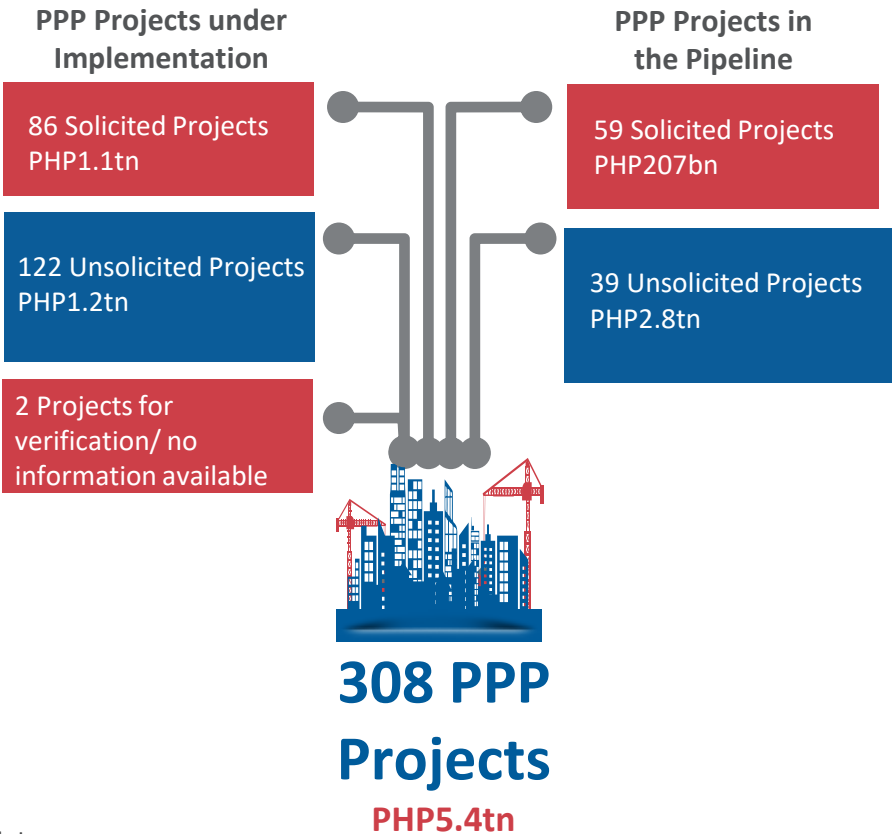 PPP Projects under
Implementation
86 Solicited Projects
PHP1.1tn
122 Unsolicited Projects
PHP1.2tn
2 Projects for
verification/ no
information available
PPP Projects in
the Pipeline
59 Solicited Projects
PHP207bn
39 Unsolicited Projects
PHP2.8tn
308 PPP
Projects
PHP5.4tn